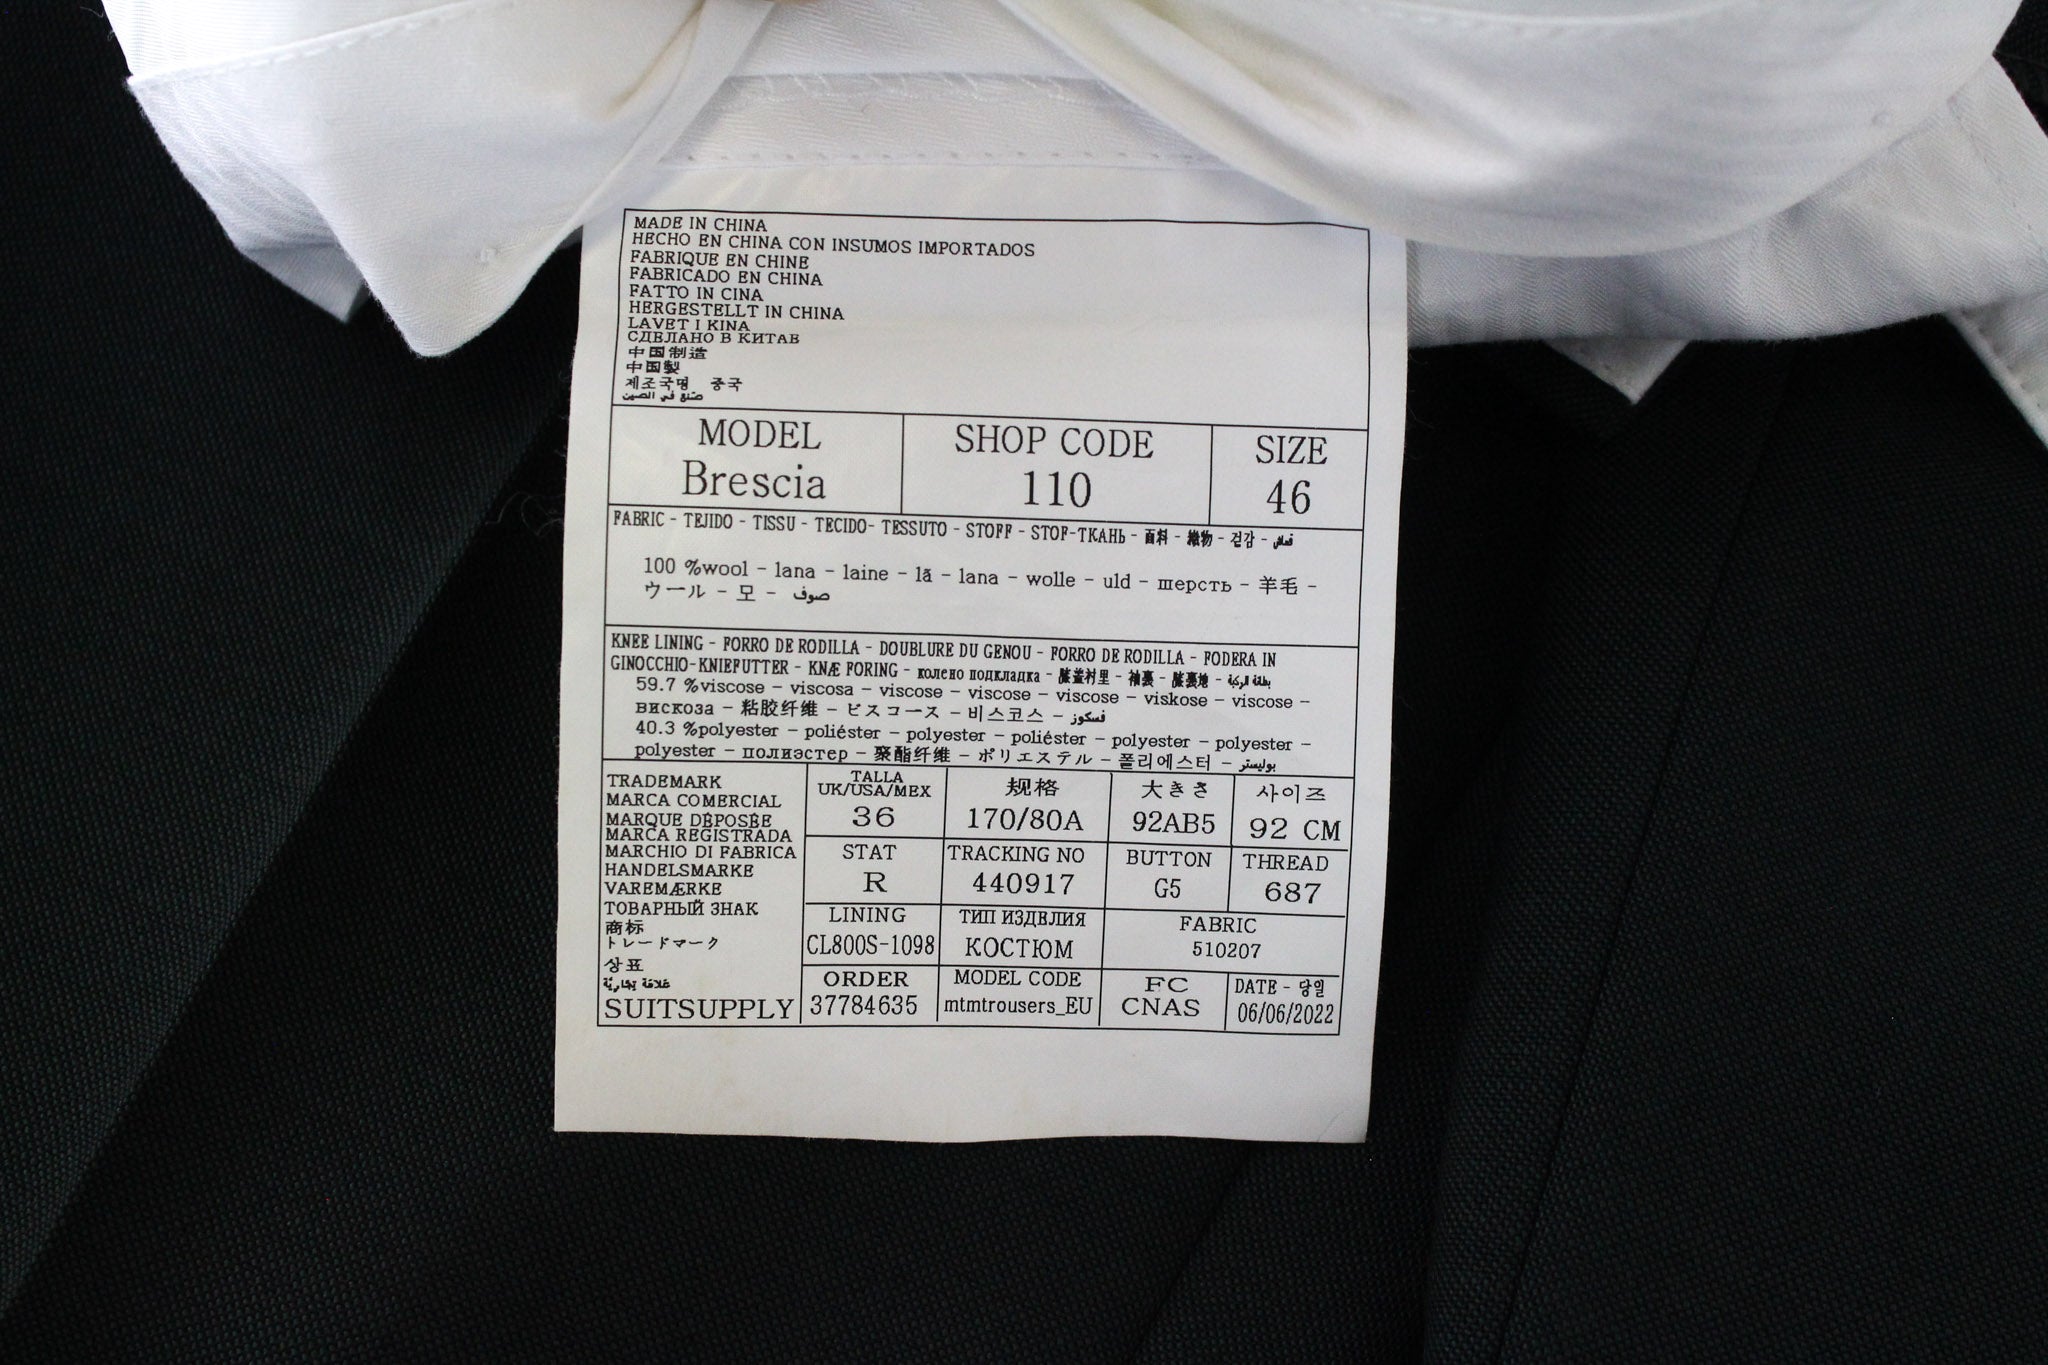 MADE IN CHINA
HECHO EN CHINA CON INSUMOS IMPORTADOS
FABRIQUE EN CHINE
FABRICADO EN CHINA
FATTO IN CINA
HERGESTELLT IN CHINA
LAVET I KINA
СДЕЛАНО В КИТАЕ
中国制造
中国製
제조국명 중국
صنع في الصين
MODEL
Brescia
SHOP CODE
110
SIZE
46
FABRIC - TEJIDO - TISSU - TECIDO- TESSUTO - STOFF - STOF-ТКАНЬ - 面料 - 織物 - 겉감 - قماش
100 %wool - lana - laine - lã - lana - wolle - uld - шерсть - 羊毛 -
ウール - 모 - صوف
KNEE LINING - FORRO DE RODILLA - DOUBLURE DU GENOU - FORRO DE RODILLA - FODERA IN
GINOCCHIO-KNIEFUTTER - KNÆ FORING - колено подкладка - 膝盖衬里 - 袖裏 - 膝裏地 - بطانة الركبة
59.7 %viscose - viscosa - viscose - viscose - viscose - viskose - viscose -
вискоза - 粘胶纤维 - ビスコース - 비스코스 - فسكوز
40.3 %polyester - poliéster - polyester - poliéster - polyester - polyester -
polyester - полиэстер - 聚酯纤维 - ポリエステル - 폴리에스터 - بوليستر
TRADEMARK
MARCA COMERCIAL
MARQUE DÉPOSÉE
MARCA REGISTRADA
MARCHIO DI FABRICA
HANDELSMARKE
VAREMÆRKE
ТОВАРНЫЙ ЗНАК
商标
トレードマーク
상표
علامة تجارية
SUITSUPPLY
TALLA
UK/USA/MEX
36
规格
170/80A
大きさ
92AB5
사이즈
92 CM
STAT
R
TRACKING NO
440917
BUTTON
G5
THREAD
687
LINING
CL800S-1098
ТИП ИЗДЕЛИЯ
КОСТЮМ
FABRIC
510207
ORDER
37784635
MODEL CODE
mtmtrousers_EU
FC
CNAS
DATE - 당일
06/06/2022